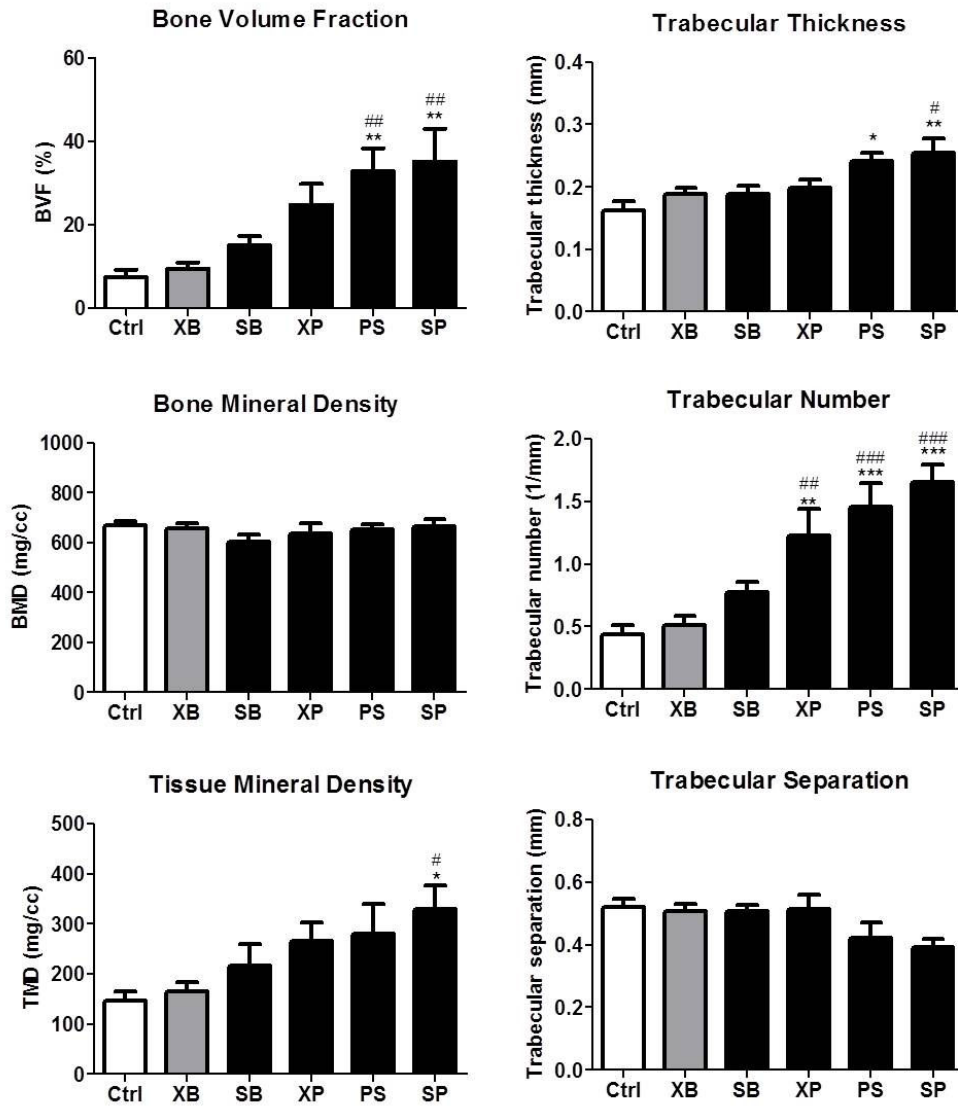 Bone Volume Fraction
60
40
20
0
BVF (%)
##
**
##
**
Ctrl XB SB XP PS SP
Trabecular Thickness
0.4
0.3
0.2
0.1
0.0
Trabecular thickness (mm)
*
#
**
Ctrl XB SB XP PS SP
Bone Mineral Density
1000
800
600
400
200
0
BMD (mg/cc)
Ctrl XB SB XP PS SP
Trabecular Number
2.0
1.5
1.0
0.5
0.0
Trabecular number (1/mm)
##
**
###
***
###
***
Ctrl XB SB XP PS SP
Tissue Mineral Density
500
400
300
200
100
0
TMD (mg/cc)
#
*
Ctrl XB SB XP PS SP
Trabecular Separation
0.8
0.6
0.4
0.2
0.0
Trabecular separation (mm)
Ctrl XB SB XP PS SP